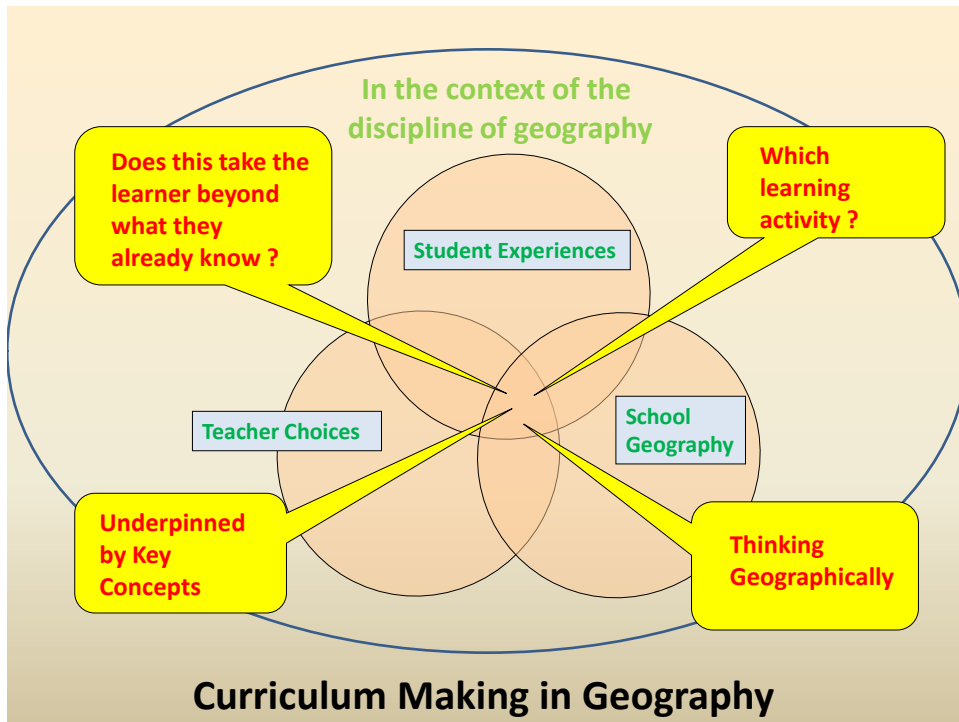 In the context of the
discipline of geography
Does this take the
learner beyond
what they
already know ?
Which
learning
activity ?
Student Experiences
Teacher Choices
School
Geography
Underpinned
by Key
Concepts
Thinking
Geographically
Curriculum Making in Geography